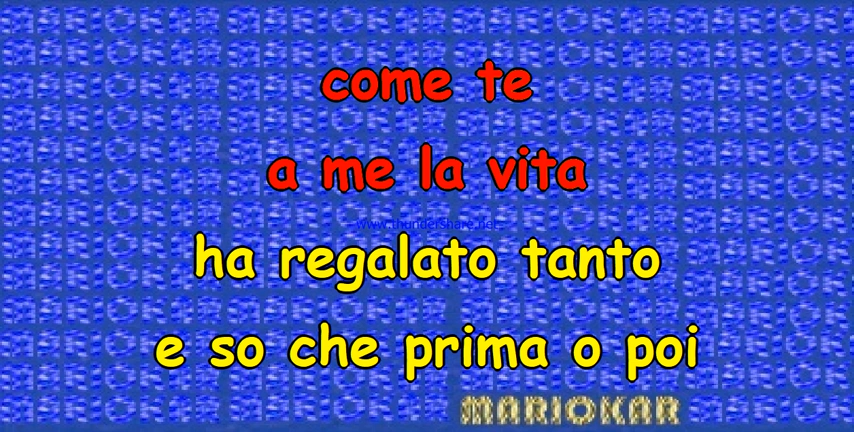 come te
a me la vita
www.thundershare.net
ha regalato tanto
e so che prima o poi
MARIOKAR